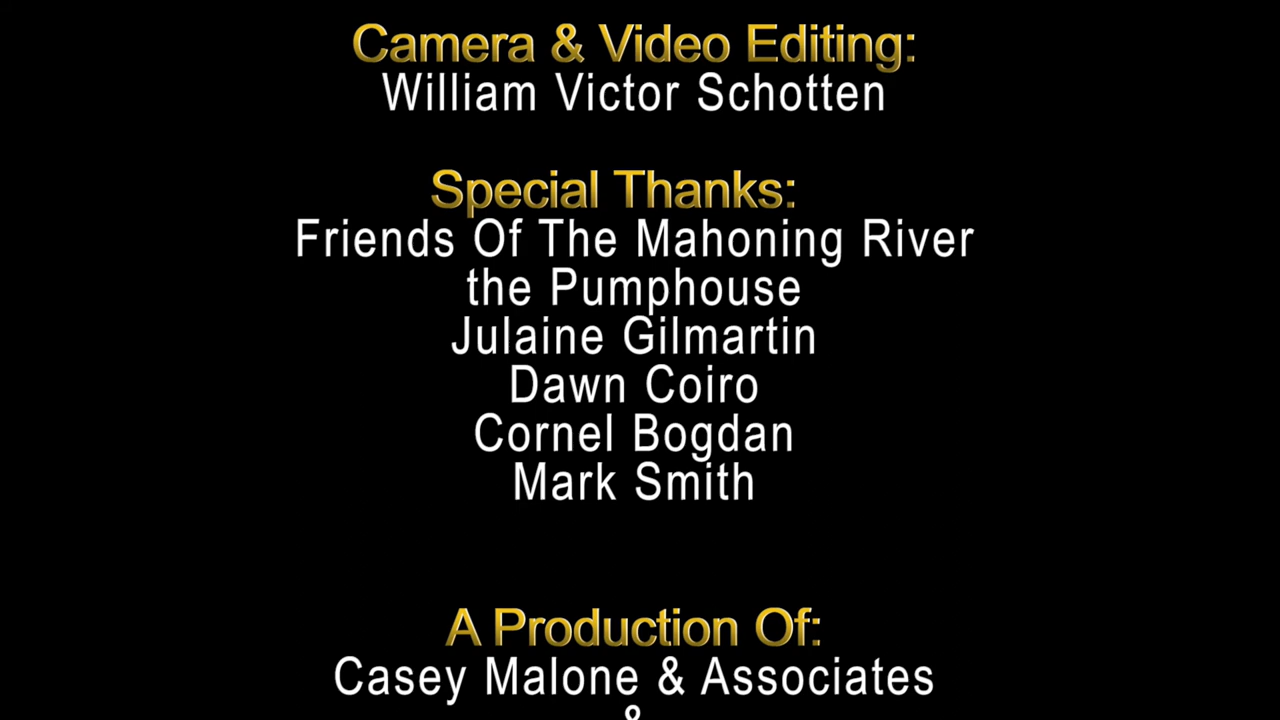 Camera & Video Editing:
William Victor Schotten
Special Thanks:
Friends Of The Mahoning River
the Pumphouse
Julaine Gilmartin
Dawn Coiro
Cornel Bogdan
Mark Smith
A Production Of:
Casey Malone & Associates
&